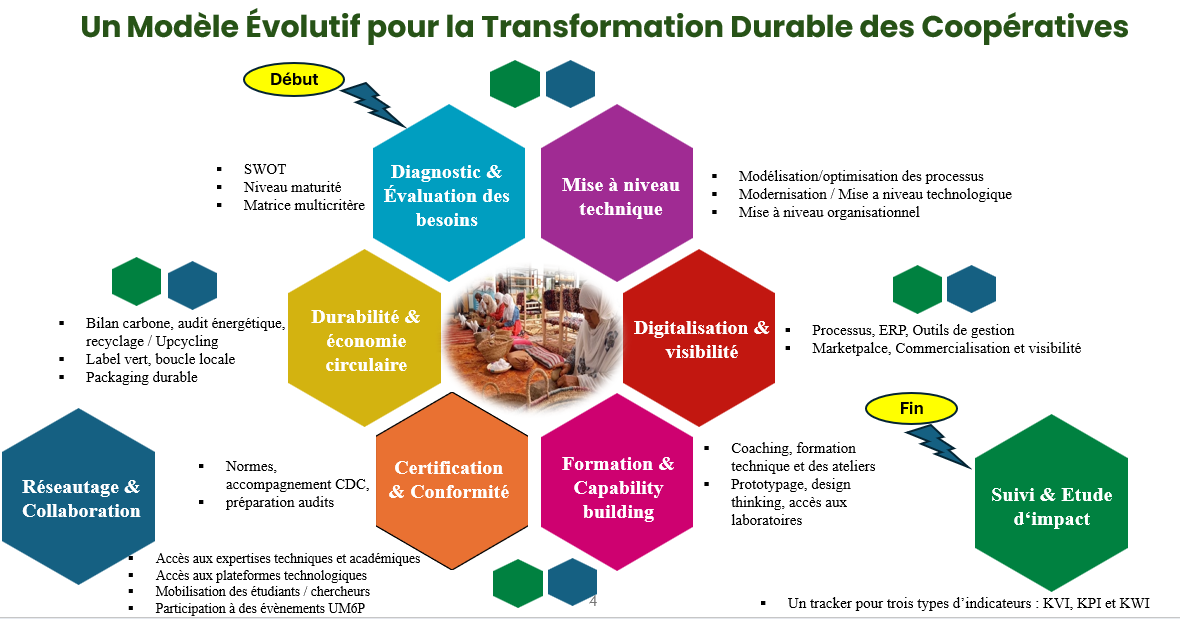 Un Modèle Évolutif pour la Transformation Durable des Coopératives
Début
Diagnostic &
Évaluation des
besoins
SWOT
Niveau maturité
Matrice multicritère
Mise à niveau
technique
Modélisation/optimisation des processus
Modernisation / Mise a niveau technologique
Mise à niveau organisationnel
Durabilité &
économie
circulaire
Bilan carbone, audit énergétique,
recyclage / Upcycling
Label vert, boucle locale
Packaging durable
Digitalisation &
visibilité
Processus, ERP, Outils de gestion
Marketpalce, Commercialisation et visibilité
Fin
Réseautage &
Collaboration
Normes,
accompagnement CDC,
préparation audits
Certification
& Conformité
Formation &
Capability
building
Coaching, formation
technique et des ateliers
Prototypage, design
thinking, accès aux
laboratoires
Suivi & Etude
d‘impact
Accès aux expertises techniques et académiques
Accès aux plateformes technologiques
Mobilisation des étudiants / chercheurs
Participation à des évènements UM6P
4
Un tracker pour trois types d’indicateurs : KVI, KPI et KWI